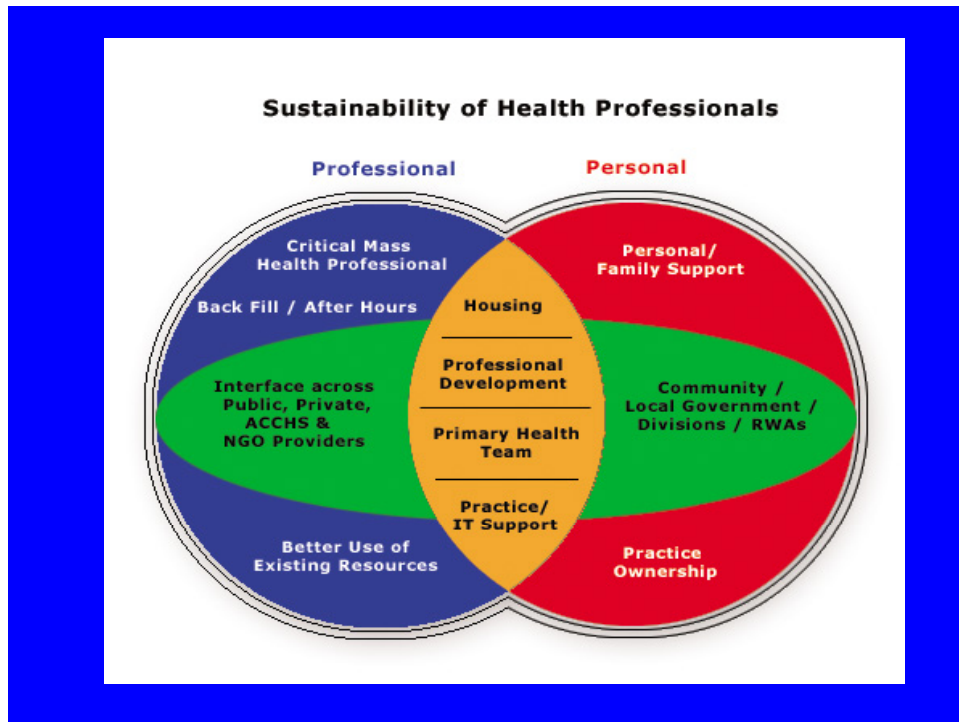 Sustainability of Health Professionals
Professional
Personal
Critical Mass
Health Professional
Back Fill / After Hours
Interface across
Public, Private,
ACCHS &
NGO Providers
Better Use of
Existing Resources
Housing
Professional
Development
Primary Health
Team
Practice/
IT Support
Personal/
Family Support
Community /
Local Government /
Divisions / RWAs
Practice
Ownership